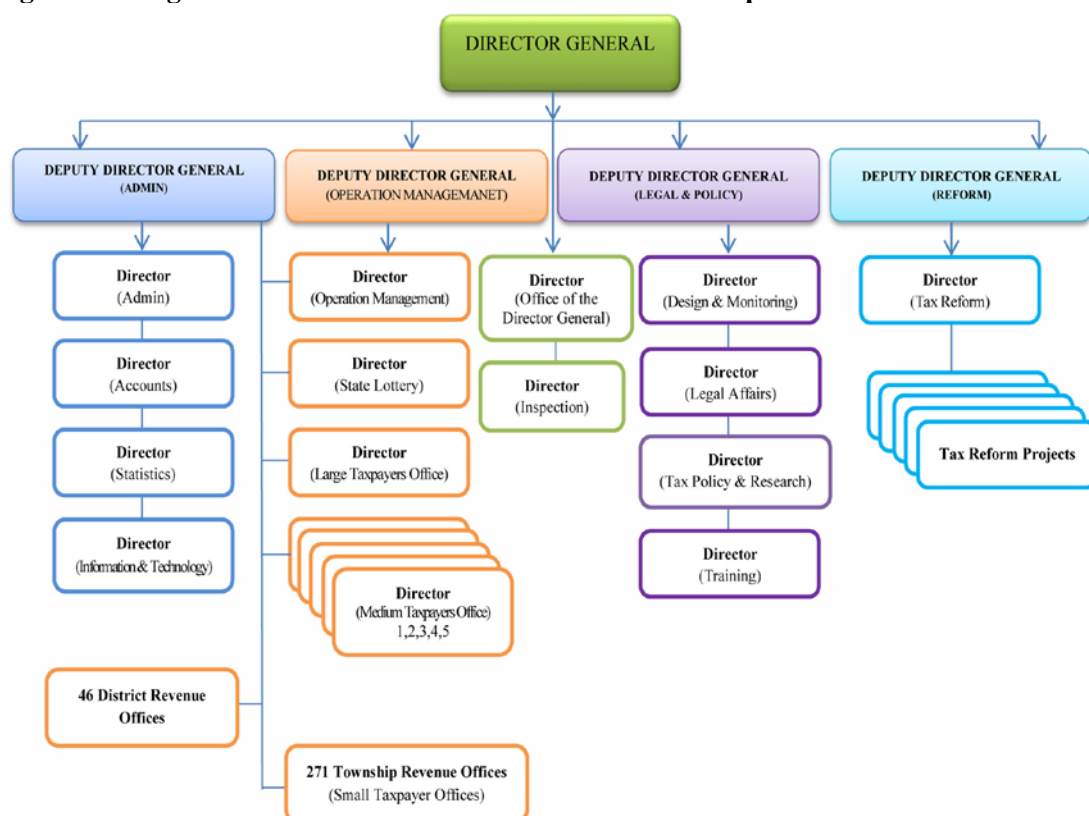 DIRECTOR GENERAL
DEPUTY DIRECTOR GENERAL
(ADMIN)
DEPUTY DIRECTOR GENERAL
(OPERATION MANAGEMANET)
DEPUTY DIRECTOR GENERAL
(LEGAL & POLICY)
DEPUTY DIRECTOR GENERAL
(REFORM)
Director
(Admin)
Director
(Accounts)
Director
(Statistics)
Director
(Information & Technology)
Director
(Operation Management)
Director
(State Lottery)
Director
(Large Taxpayers Office)
Director
(Medium Taxpayers Office)
1,2,3,4,5
Director
(Office of the
Director General)
Director
(Inspection)
Director
(Design & Monitoring)
Director
(Legal Affairs)
Director
(Tax Policy & Research)
Director
(Training)
Director
(Tax Reform)
Tax Reform Projects
46 District Revenue
Offices
271 Township Revenue Offices
(Small Taxpayer Offices)